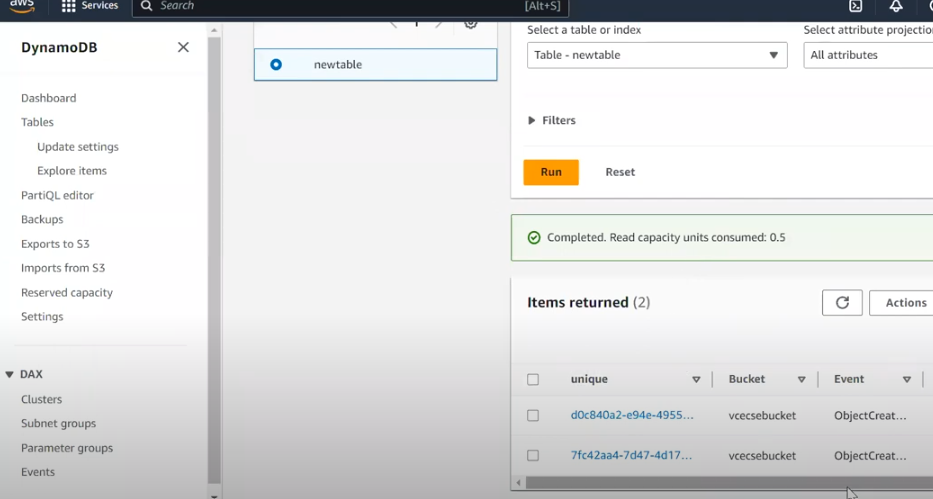 aws
Services
Search
[Alt+S]
DynamoDB
Dashboard
Tables
Update settings
Explore items
PartiQL editor
Backups
Exports to S3
Imports from S3
Reserved capacity
Settings
DAX
Clusters
Subnet groups
Parameter groups
Events
newtable
Select a table or index
Table - newtable
Select attribute projection
All attributes
Filters
Run
Reset
Completed. Read capacity units consumed: 0.5
Items returned (2)
Actions
unique
Bucket
Event
d0c840a2-e94e-4955...
vcecsebucket
ObjectCreat...
7fc42aa4-7d47-4d17...
vcecsebucket
ObjectCreat...